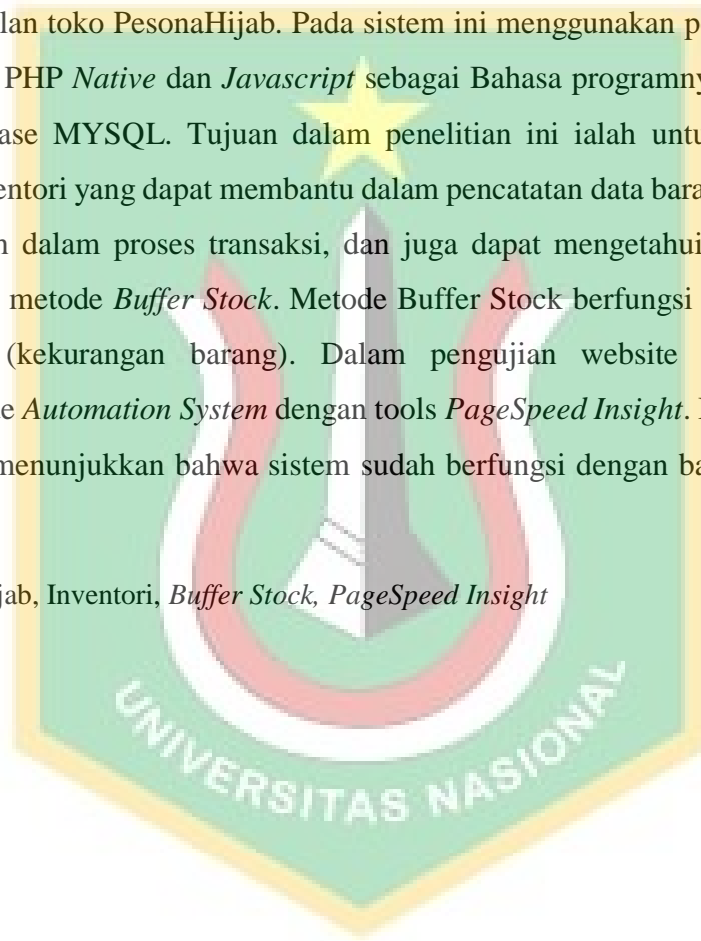 lan toko PesonaHijab. Pada sistem ini menggunakan p
PHP Native dan Javascript sebagai Bahasa programny
ase MYSQL. Tujuan dalam penelitian ini ialah untu
entori yang dapat membantu dalam pencatatan data bara
n dalam proses transaksi, dan juga dapat mengetahui
metode Buffer Stock. Metode Buffer Stock berfungsi
(kekurangan barang). Dalam pengujian website
e Automation System dengan tools PageSpeed Insight.
menunjukkan bahwa sistem sudah berfungsi dengan ba
jab, Inventori, Buffer Stock, PageSpeed Insight
UNIVERSITAS NASIONAL